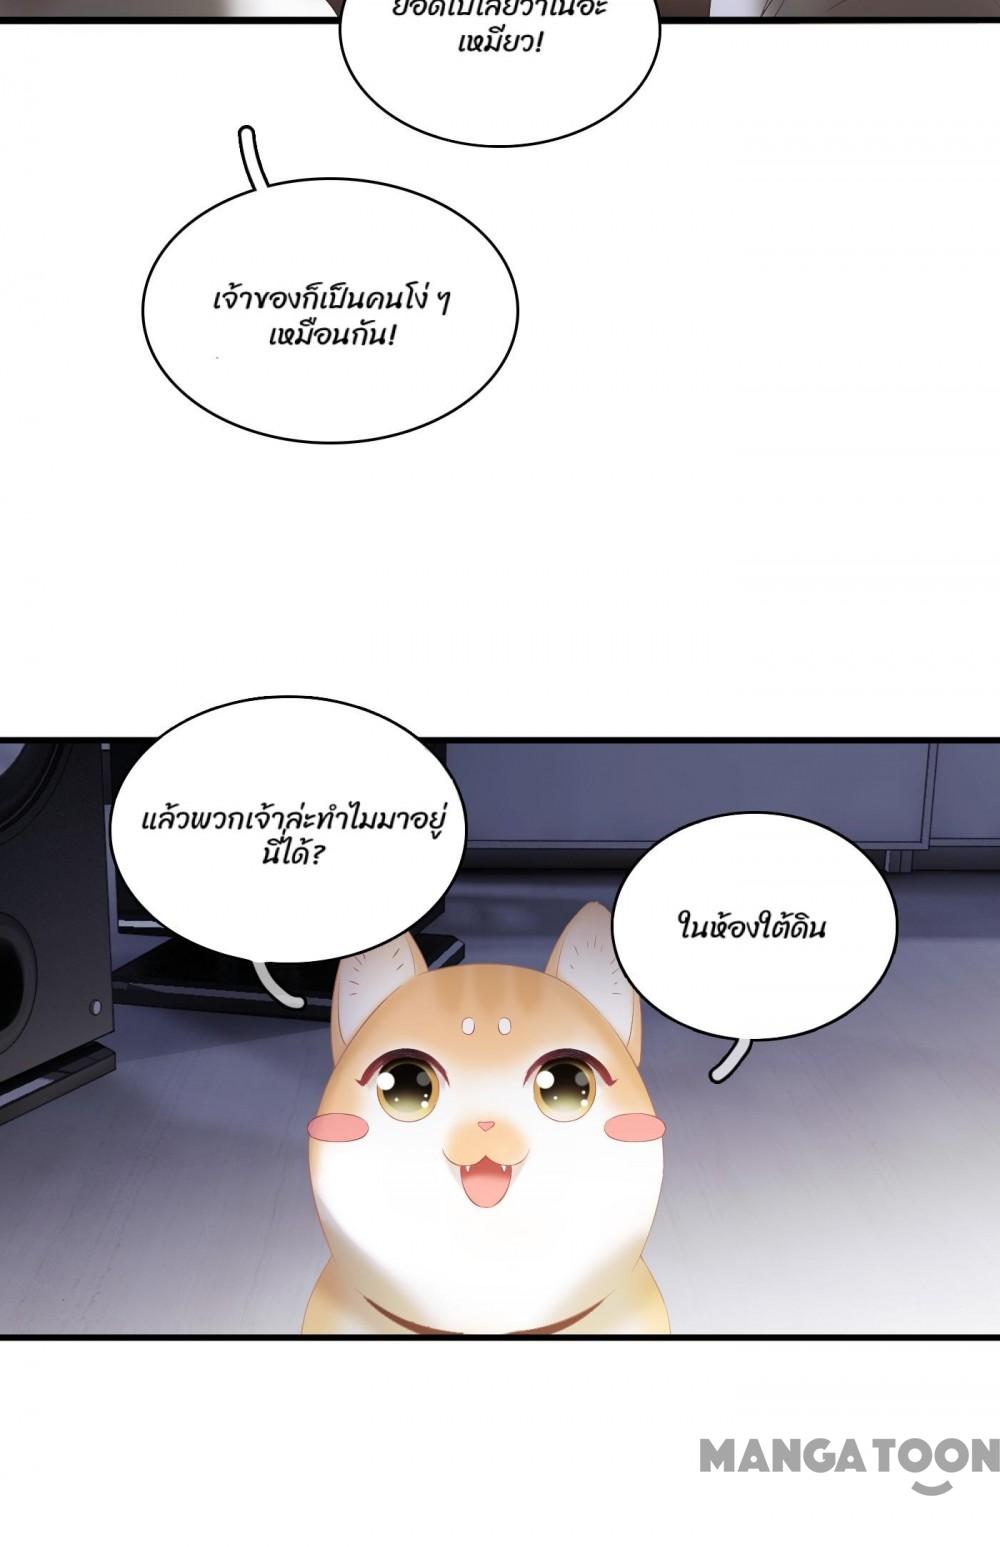 เหมียว!
เจ้าของก็เป็นคนโง่ ๆ
เหมือนกัน!
แล้วพวกเจ้าล่ะทำไมมาอยู่
นี่ได้?
ในห้องใต้ดิน
MANGATOON